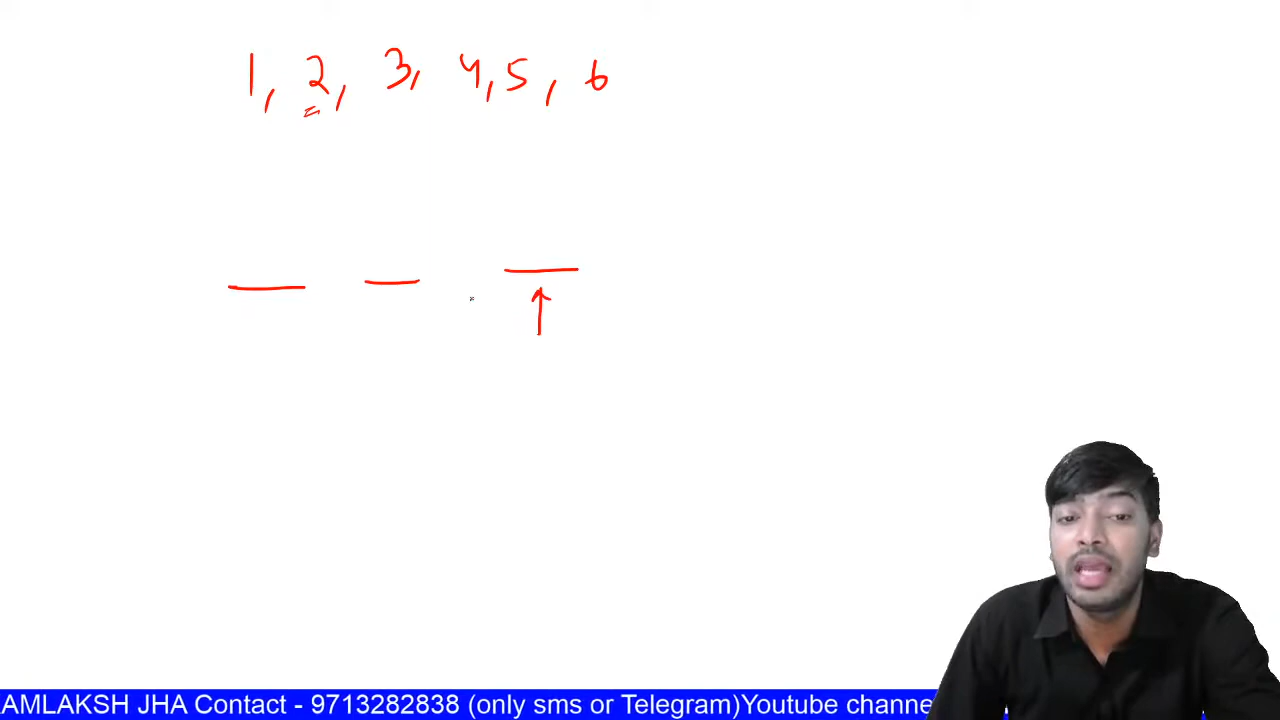 1, 2, 3, 4, 5, 6
AMLAKSH JHA Contact - 9713282838 (only sms or Telegram)Youtube channe